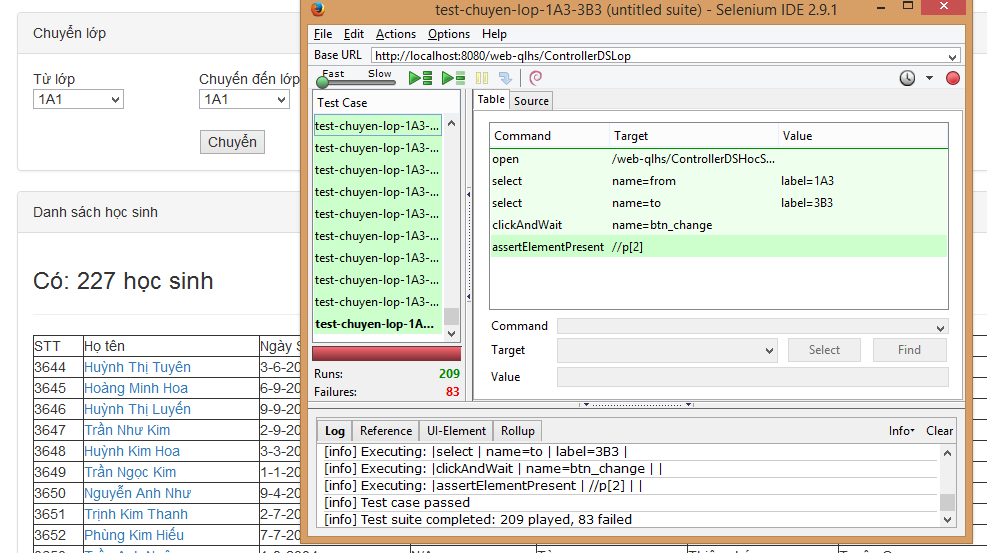 Chuyển lớp
Từ lớp
Chuyển đến lớp
1A1
1A1
Chuyển
Danh sách học sinh
Có: 227 học sinh
STT Họ tên Ngày
3644 Huỳnh Thị Tuyên 3-6-20
3645 Hoàng Minh Hoa 6-9-20
3646 Huỳnh Thị Luyến 9-9-20
3647 Trần Như Kim 2-9-20
3648 Huỳnh Kim Hoa 3-3-20
3649 Trần Ngọc Kim 1-1-20
3650 Nguyễn Anh Như 9-4-20
3651 Trịnh Kim Thanh 2-7-20
3652 Phùng Kim Hiếu 7-7-20
test-chuyen-lop-1A3-3B3 (untitled suite) - Selenium IDE 2.9.1
File Edit Actions Options Help
Base URL http://localhost:8080/web-qlhs/ControllerDSLop
Fast Slow
Test Case
test-chuyen-lop-1A3-...
test-chuyen-lop-1A3-...
test-chuyen-lop-1A3-...
test-chuyen-lop-1A3-...
test-chuyen-lop-1A3-...
test-chuyen-lop-1A3-...
test-chuyen-lop-1A3-...
test-chuyen-lop-1A3-...
test-chuyen-lop-1A3-...
test-chuyen-lop-1A...
Runs: 209
Failures: 83
Table Source
Command Target Value
open /web-qlhs/ControllerDSHocS...
select name=from label=1A3
select name=to label=3B3
clickAndWait name=btn_change
assertElementPresent //p[2]
Command
Target Select Find
Value
Log Reference UI-Element Rollup Info Clear
[info] Executing: |select | name=to | label=3B3 |
[info] Executing: |clickAndWait | name=btn_change | |
[info] Executing: |assertElementPresent | //p[2] | |
[info] Test case passed
[info] Test suite completed: 209 played, 83 failed